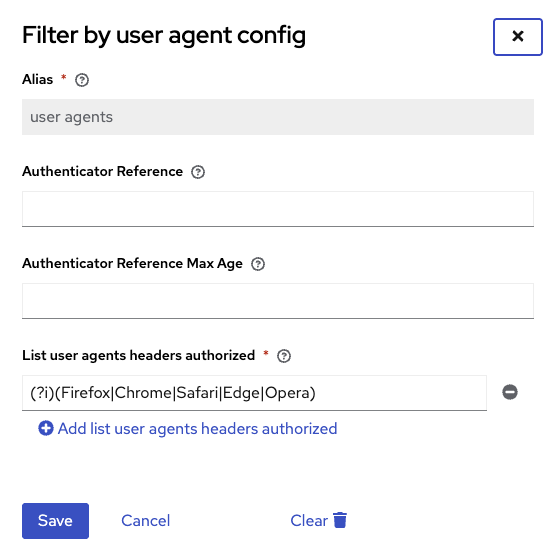 Filter by user agent config
Alias *
user agents
Authenticator Reference
Authenticator Reference Max Age
List user agents headers authorized *
(?i)(Firefox|Chrome|Safari|Edge|Opera)
Add list user agents headers authorized
Save Cancel Clear